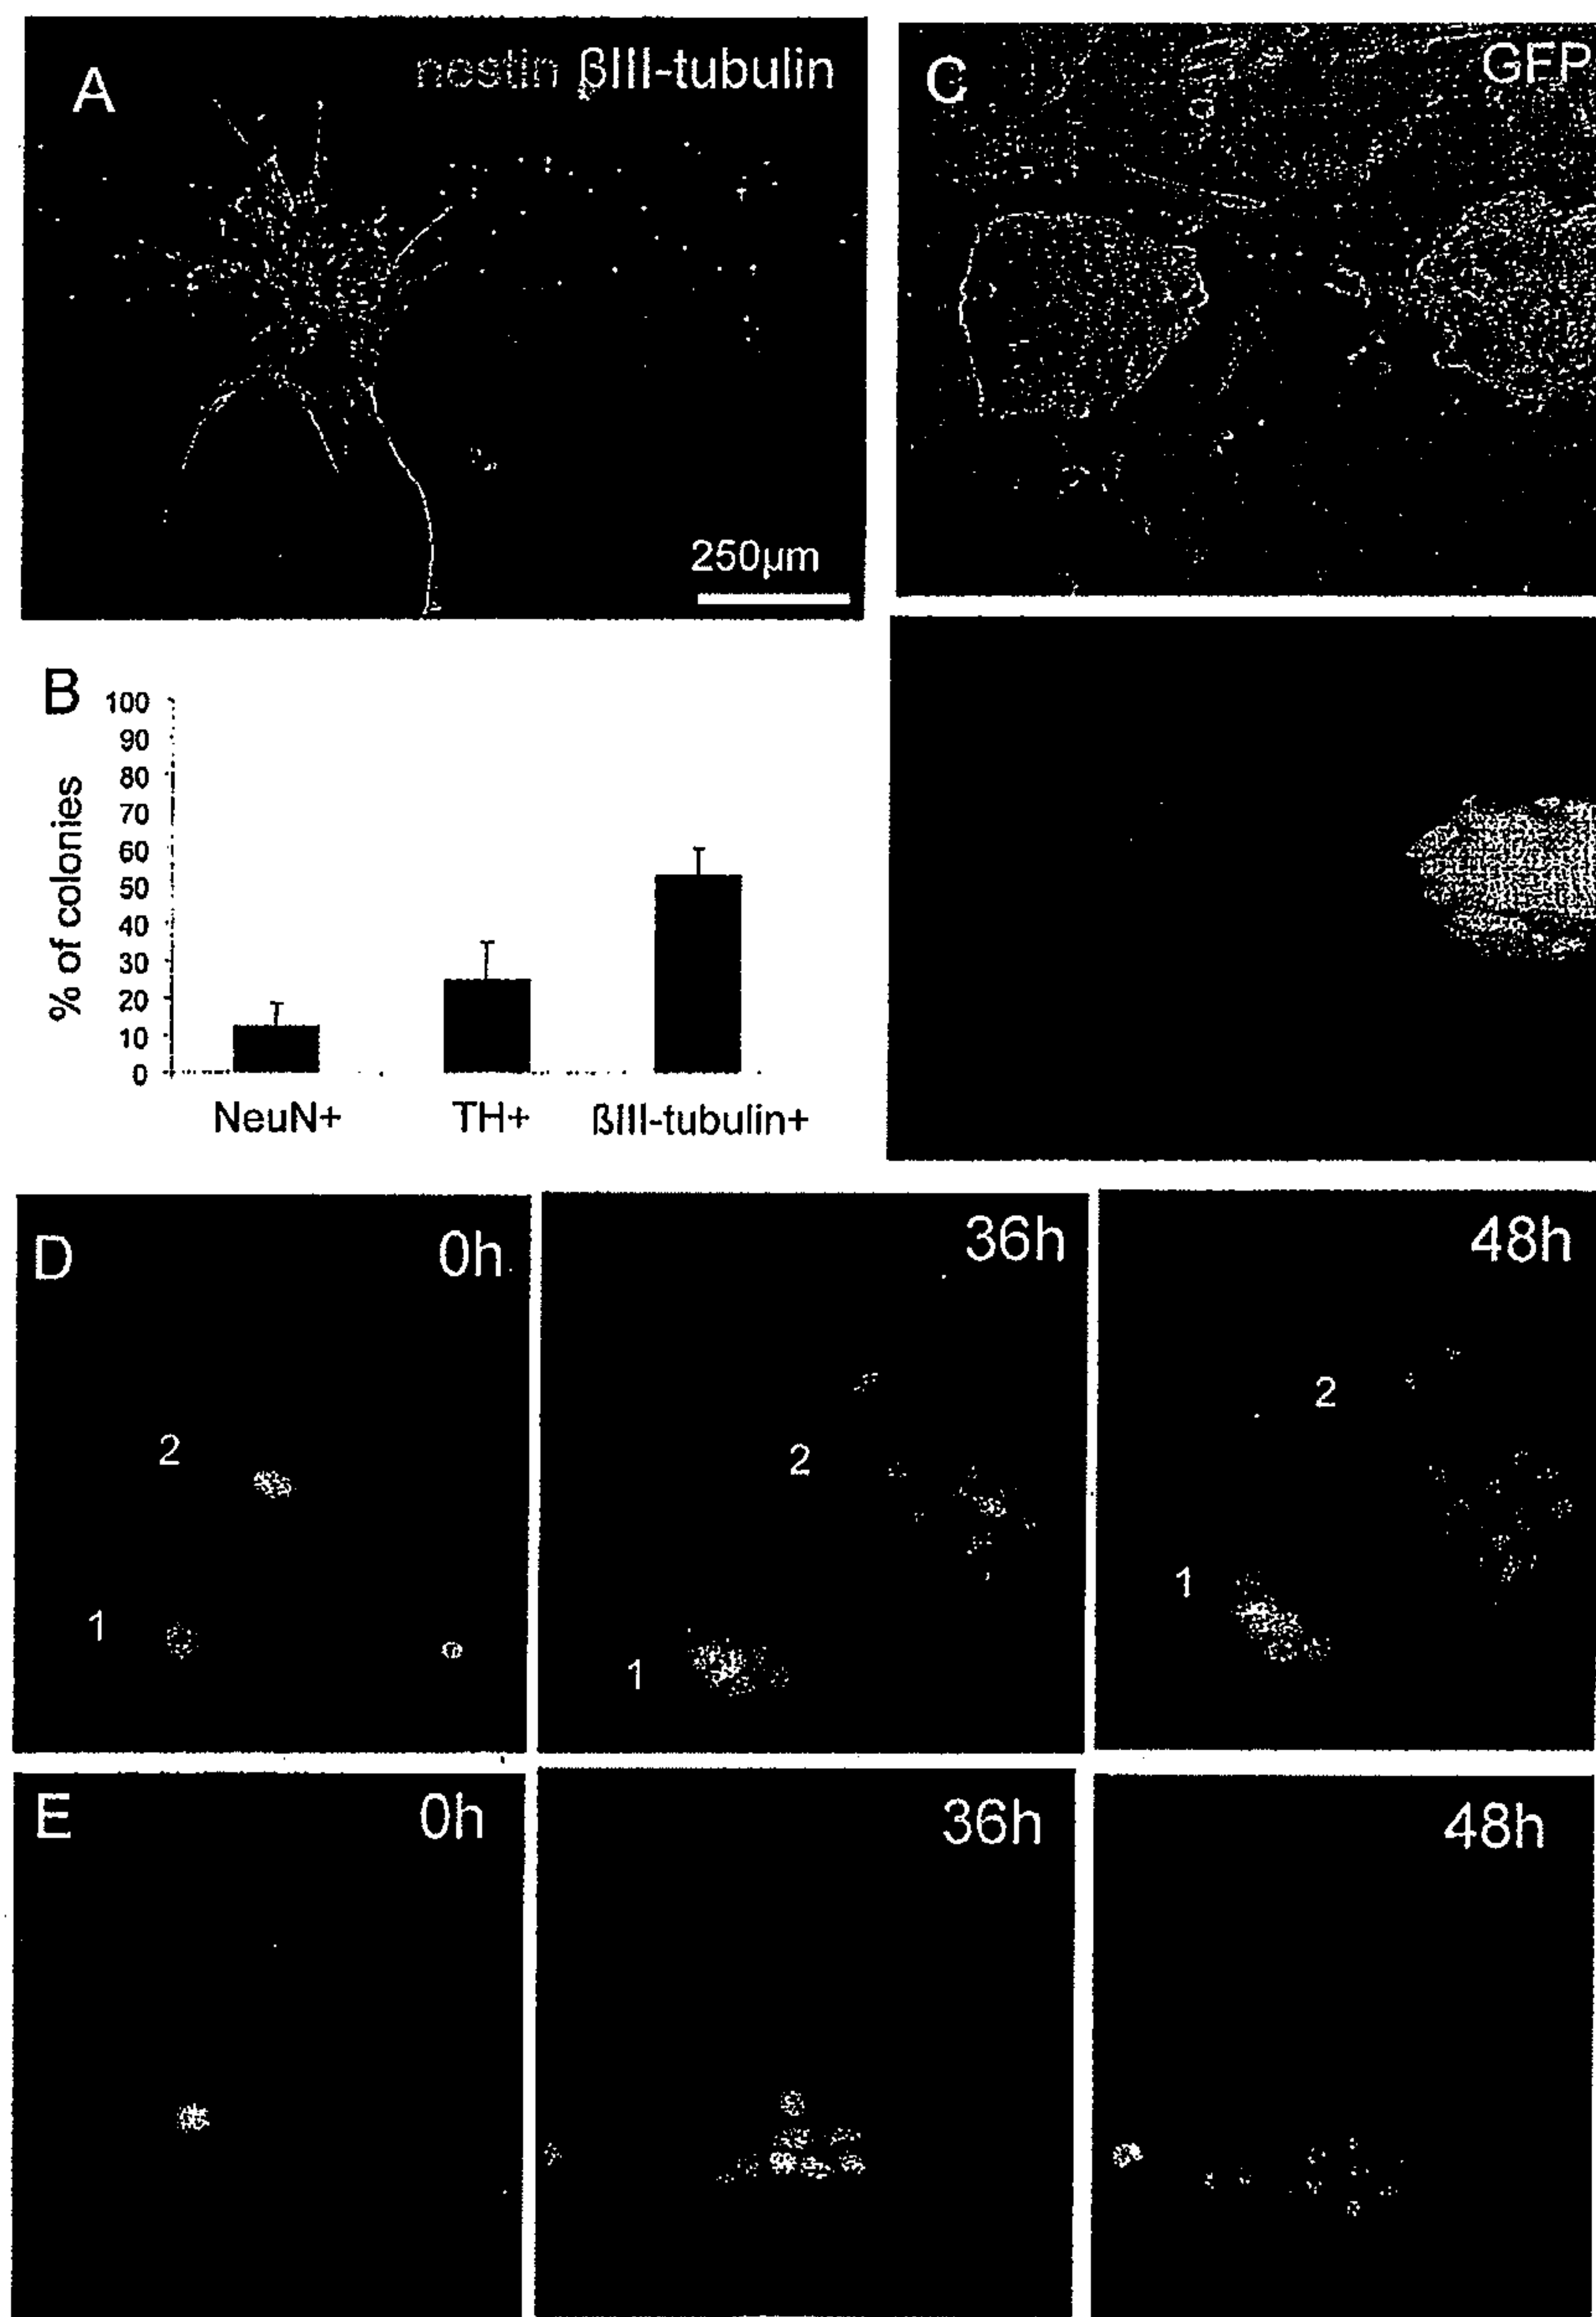 A
nestin βIII-tubulin
250µm
C
GFP
B
% of colonies
100
90
80
70
60
50
40
30
20
10
0
NeuN+
TH+
βIII-tubulin+
D
0h
2
1
36h
2
1
48h
2
1
E
0h
36h
48h